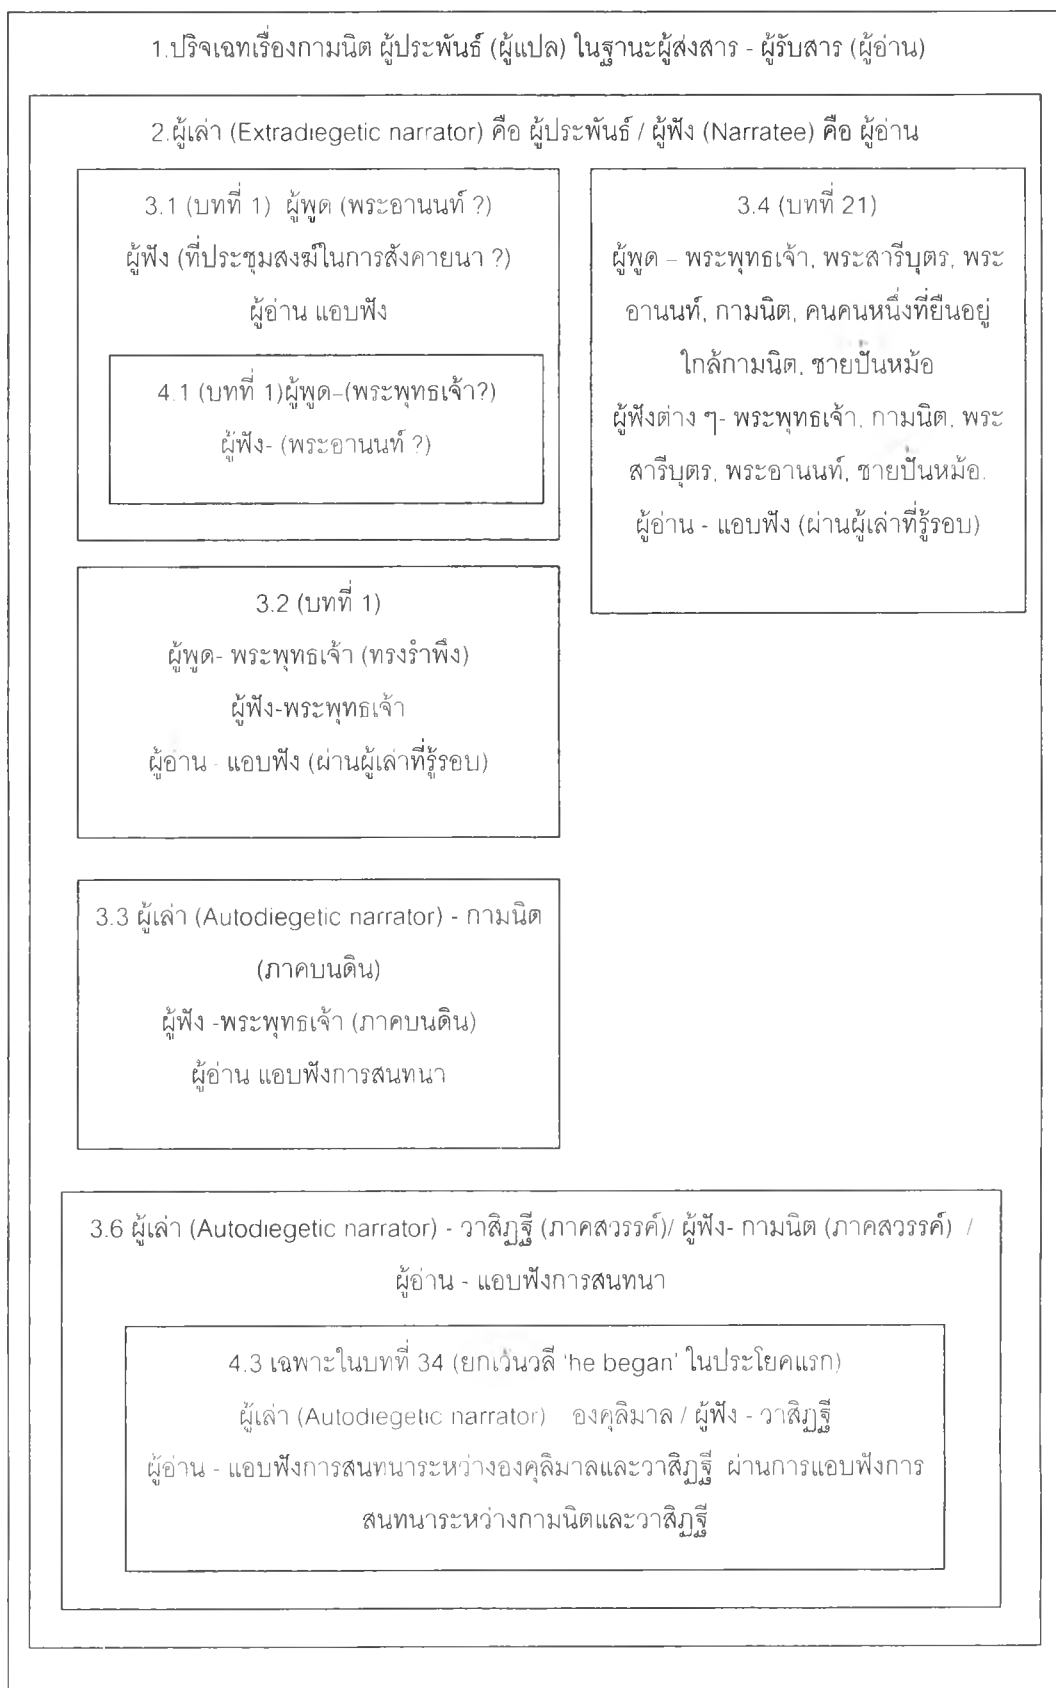 1.ปริจเฉทเรื่องกามนิต ผู้ประพันธ์ (ผู้แปล) ในฐานะผู้ส่งสาร - ผู้รับสาร (ผู้อ่าน)
2.ผู้เล่า (Extradiegetic narrator) คือ ผู้ประพันธ์ / ผู้ฟัง (Narratee) คือ ผู้อ่าน
3.1 (บทที่ 1) ผู้พูด (พระอานนท์ ?)
ผู้ฟัง (ที่ประชุมสงฆ์ในการสังคายนา ?)
ผู้อ่าน แอบฟัง
4.1 (บทที่ 1)ผู้พูด-(พระพุทธเจ้า?)
ผู้ฟัง- (พระอานนท์ ?)
3.2 (บทที่ 1)
ผู้พูด- พระพุทธเจ้า (ทรงรำพึง)
ผู้ฟัง-พระพุทธเจ้า
ผู้อ่าน - แอบฟัง (ผ่านผู้เล่าที่รู้รอบ)
3.3 ผู้เล่า (Autodiegetic narrator) - กามนิต
(ภาคบนดิน)
ผู้ฟัง -พระพุทธเจ้า (ภาคบนดิน)
ผู้อ่าน แอบฟังการสนทนา
3.4 (บทที่ 21)
ผู้พูด – พระพุทธเจ้า, พระสารีบุตร, พระ
อานนท์, กามนิต, คนคนหนึ่งที่ยืนอยู่
ใกล้กามนิต, ชายปั้นหม้อ
ผู้ฟังต่าง ๆ- พระพุทธเจ้า, กามนิต, พระ
สารีบุตร, พระอานนท์, ชายปั้นหม้อ.
ผู้อ่าน - แอบฟัง (ผ่านผู้เล่าที่รู้รอบ)
3.6 ผู้เล่า (Autodiegetic narrator) - วาสิฏฐี (ภาคสวรรค์)/ ผู้ฟัง- กามนิต (ภาคสวรรค์) /
ผู้อ่าน - แอบฟังการสนทนา
4.3 เฉพาะในบทที่ 34 (ยกเว้นวลี 'he began' ในประโยคแรก)
ผู้เล่า (Autodiegetic narrator) องคุลิมาล / ผู้ฟัง - วาสิฏฐี
ผู้อ่าน - แอบฟังการสนทนาระหว่างองคุลิมาลและวาสิฏฐี ผ่านการแอบฟังการ
สนทนาระหว่างกามนิตและวาสิฏฐี